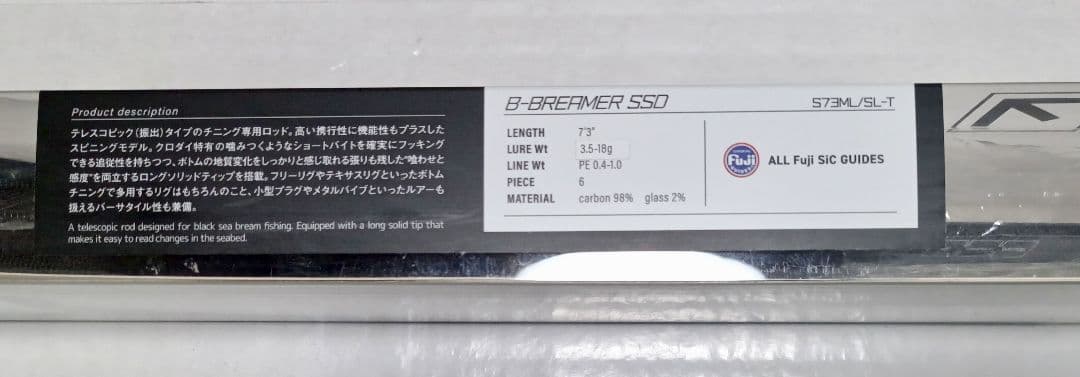 Product description
テレスコピック(振出)タイプのチニング専用ロッド。高い携行性に機能性もプラスした
スピニングモデル。クロダイ特有の噛みつくようなショートバイトを確実にフッキング
できる追従性を持ちつつ、ボトムの地質変化をしっかりと感じ取れる張りも残した"喰わせと
感度"を両立するロングソリッドティップを搭載。フリーリグやテキサスリグといったボトム
チニングで多用するリグはもちろんのこと、小型プラグやメタルバイブといったルアーも
扱えるバーサタイル性も兼備。
A telescopic rod designed for black sea bream fishing. Equipped with a long solid tip that
makes it easy to read changes in the seabed.
B-BREAMER SSD S73ML/SL-T
LENGTH 7'3"
LURE Wt 3.5-18g
LINE Wt PE 0.4-1.0
PIECE 6
MATERIAL carbon 98% glass 2%
Fuji ALL Fuji SiC GUIDES